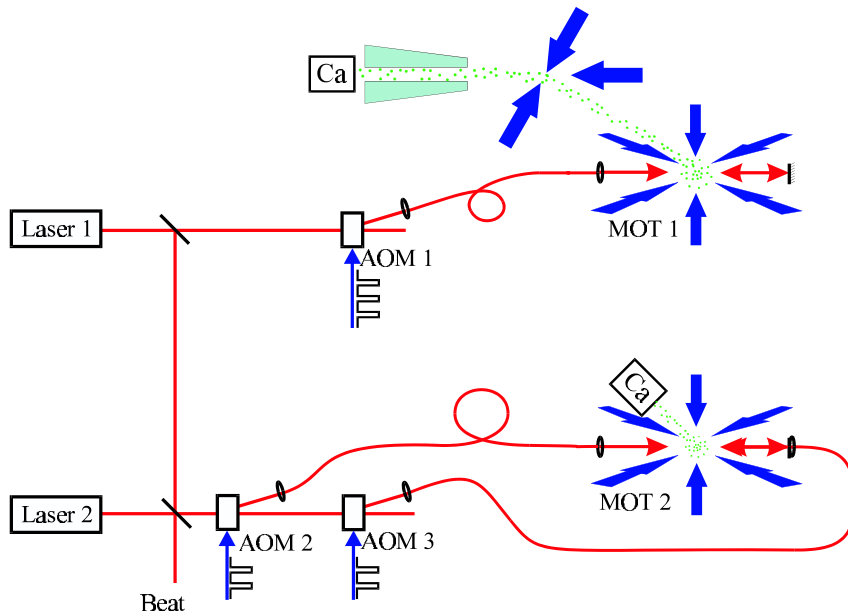 Ca
MOT 1
Laser 1
AOM 1
Ca
MOT 2
Laser 2
AOM 2
AOM 3
Beat